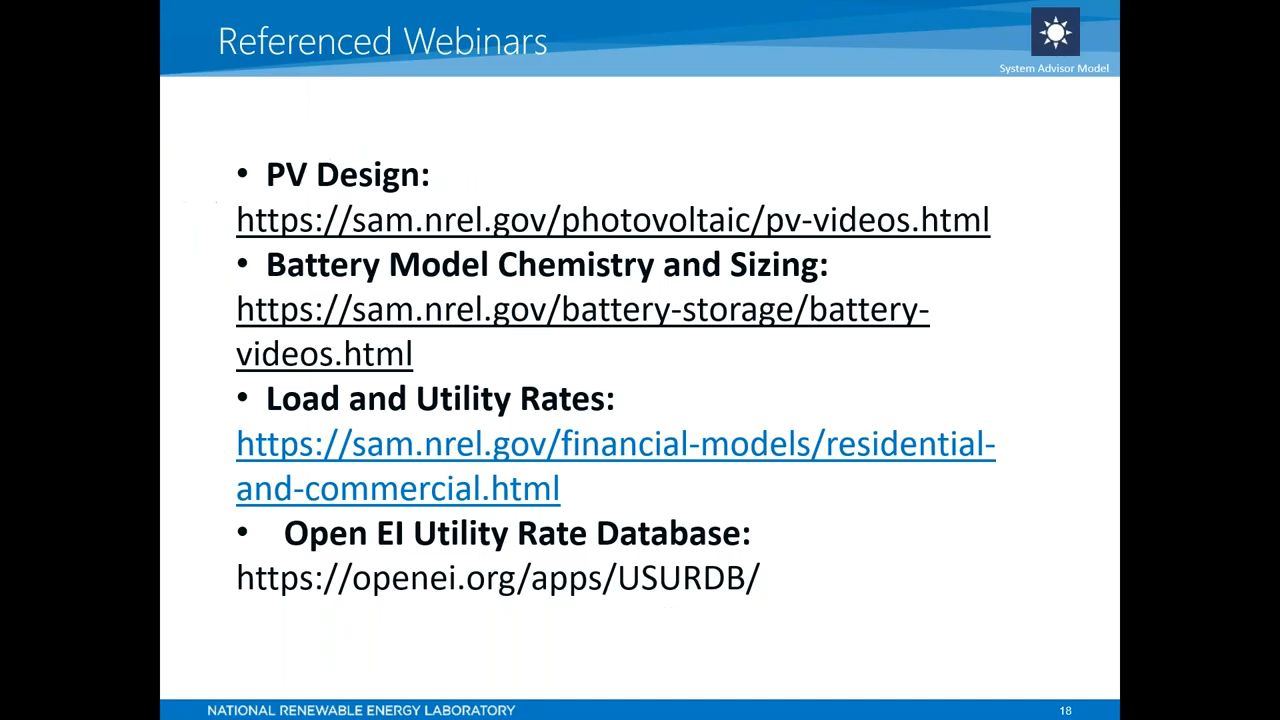 Referenced Webinars
System Advisor Model
• PV Design:
https://sam.nrel.gov/photovoltaic/pv-videos.html
• Battery Model Chemistry and Sizing:
https://sam.nrel.gov/battery-storage/battery-
videos.html
• Load and Utility Rates:
https://sam.nrel.gov/financial-models/residential-
and-commercial.html
• Open EI Utility Rate Database:
https://openei.org/apps/USURDB/
NATIONAL RENEWABLE ENERGY LABORATORY
18